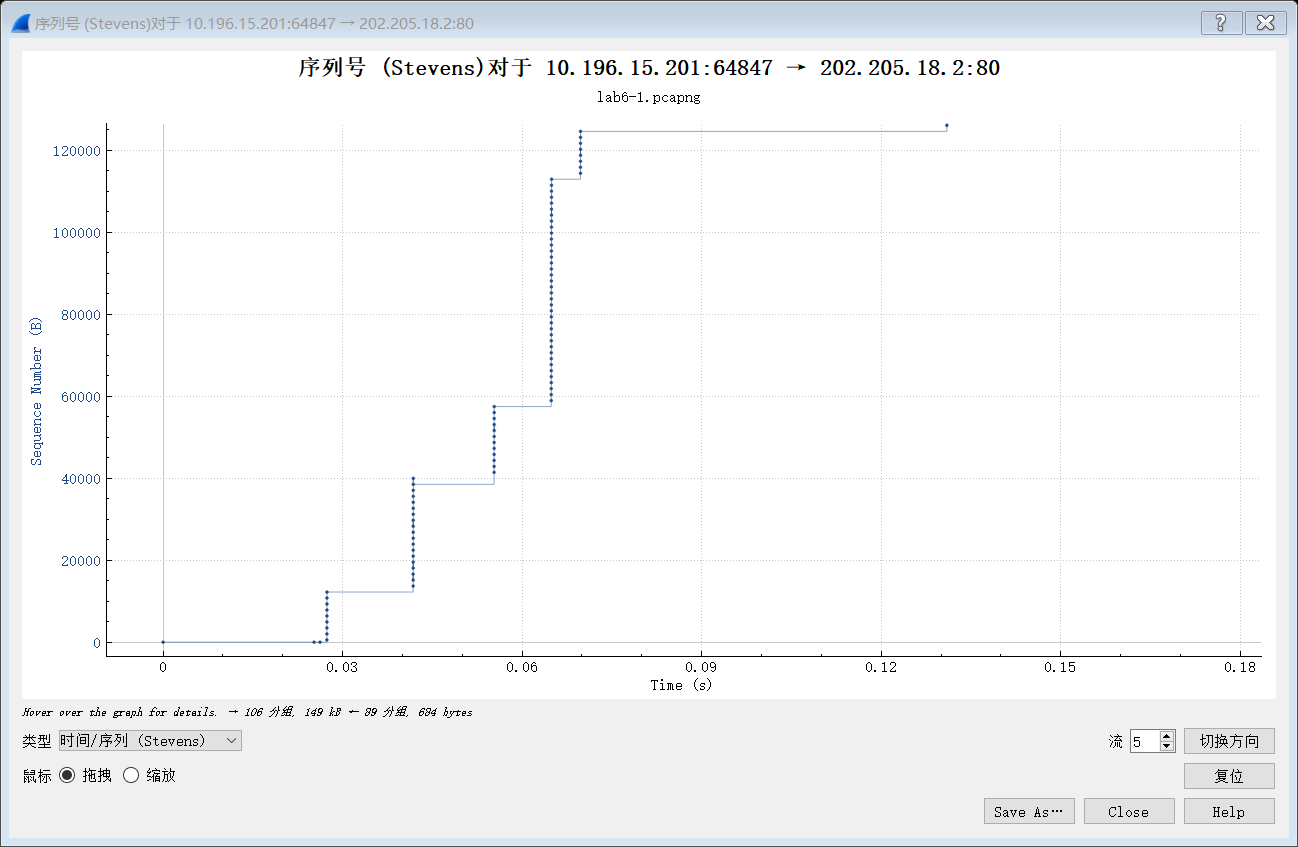 序列号 (Stevens)对于 10.196.15.201:64847 → 202.205.18.2:80
序列号 (Stevens)对于 10.196.15.201:64847 → 202.205.18.2:80
lab6-1.pcapng
Sequence Number (B)
120000
100000
80000
60000
40000
20000
0
0 0.03 0.06 0.09 0.12 0.15 0.18
Time (s)
Hover over the graph for details. → 106 分组, 149 kB ← 89 分组, 684 bytes
类型 时间/序列 (Stevens) 流 5 切换方向
鼠标 拖拽 缩放 复位
Save As… Close Help